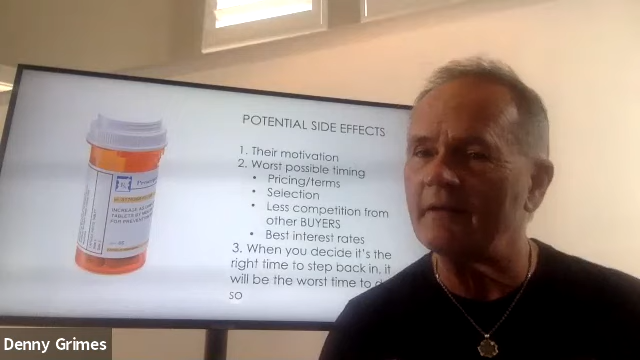 POTENTIAL SIDE EFFECTS
1. Their motivation
2. Worst possible timing
• Pricing/terms
• Selection
• Less competition from
other BUYERS
• Best interest rates
3. When you decide it's the
right time to step back in, it
will be the worst time to
so
Denny Grimes